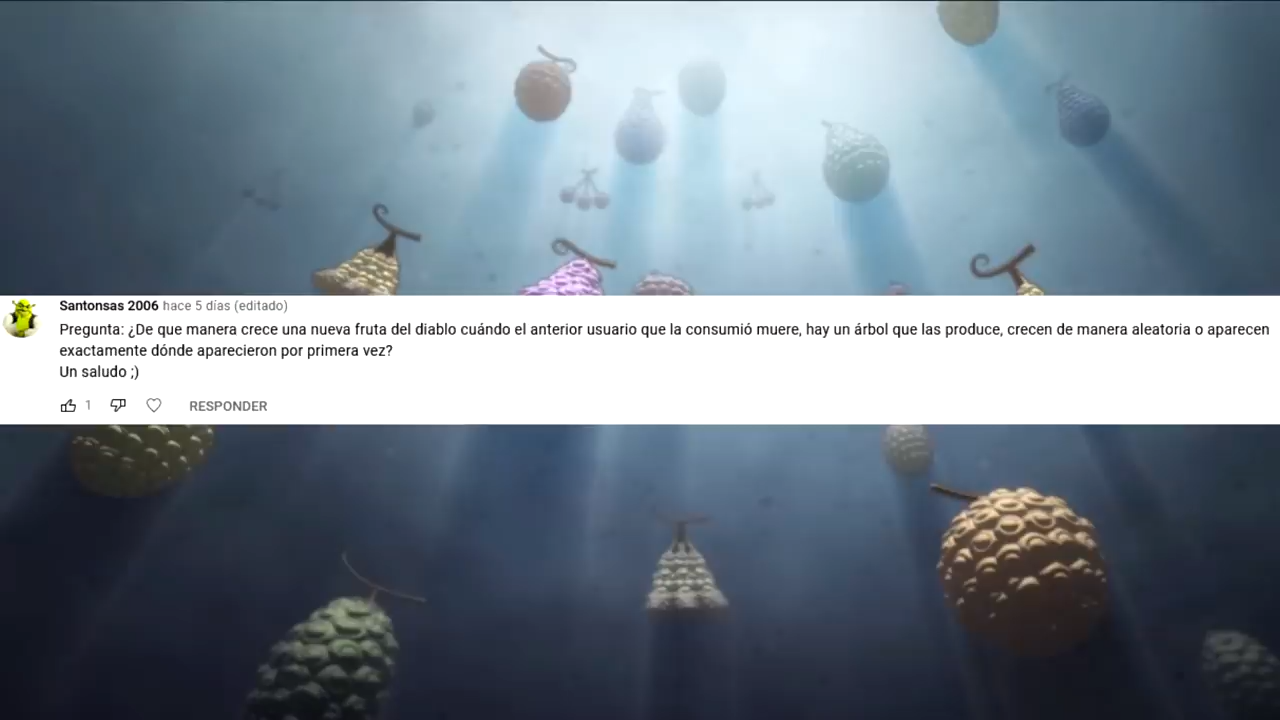 Santonsas 2006 hace 5 días (editado)
Pregunta: ¿De que manera crece una nueva fruta del diablo cuándo el anterior usuario que la consumió muere, hay un árbol que las produce, crecen de manera aleatoria o aparecen
exactamente dónde aparecieron por primera vez?
Un saludo ;)
1 RESPONDER